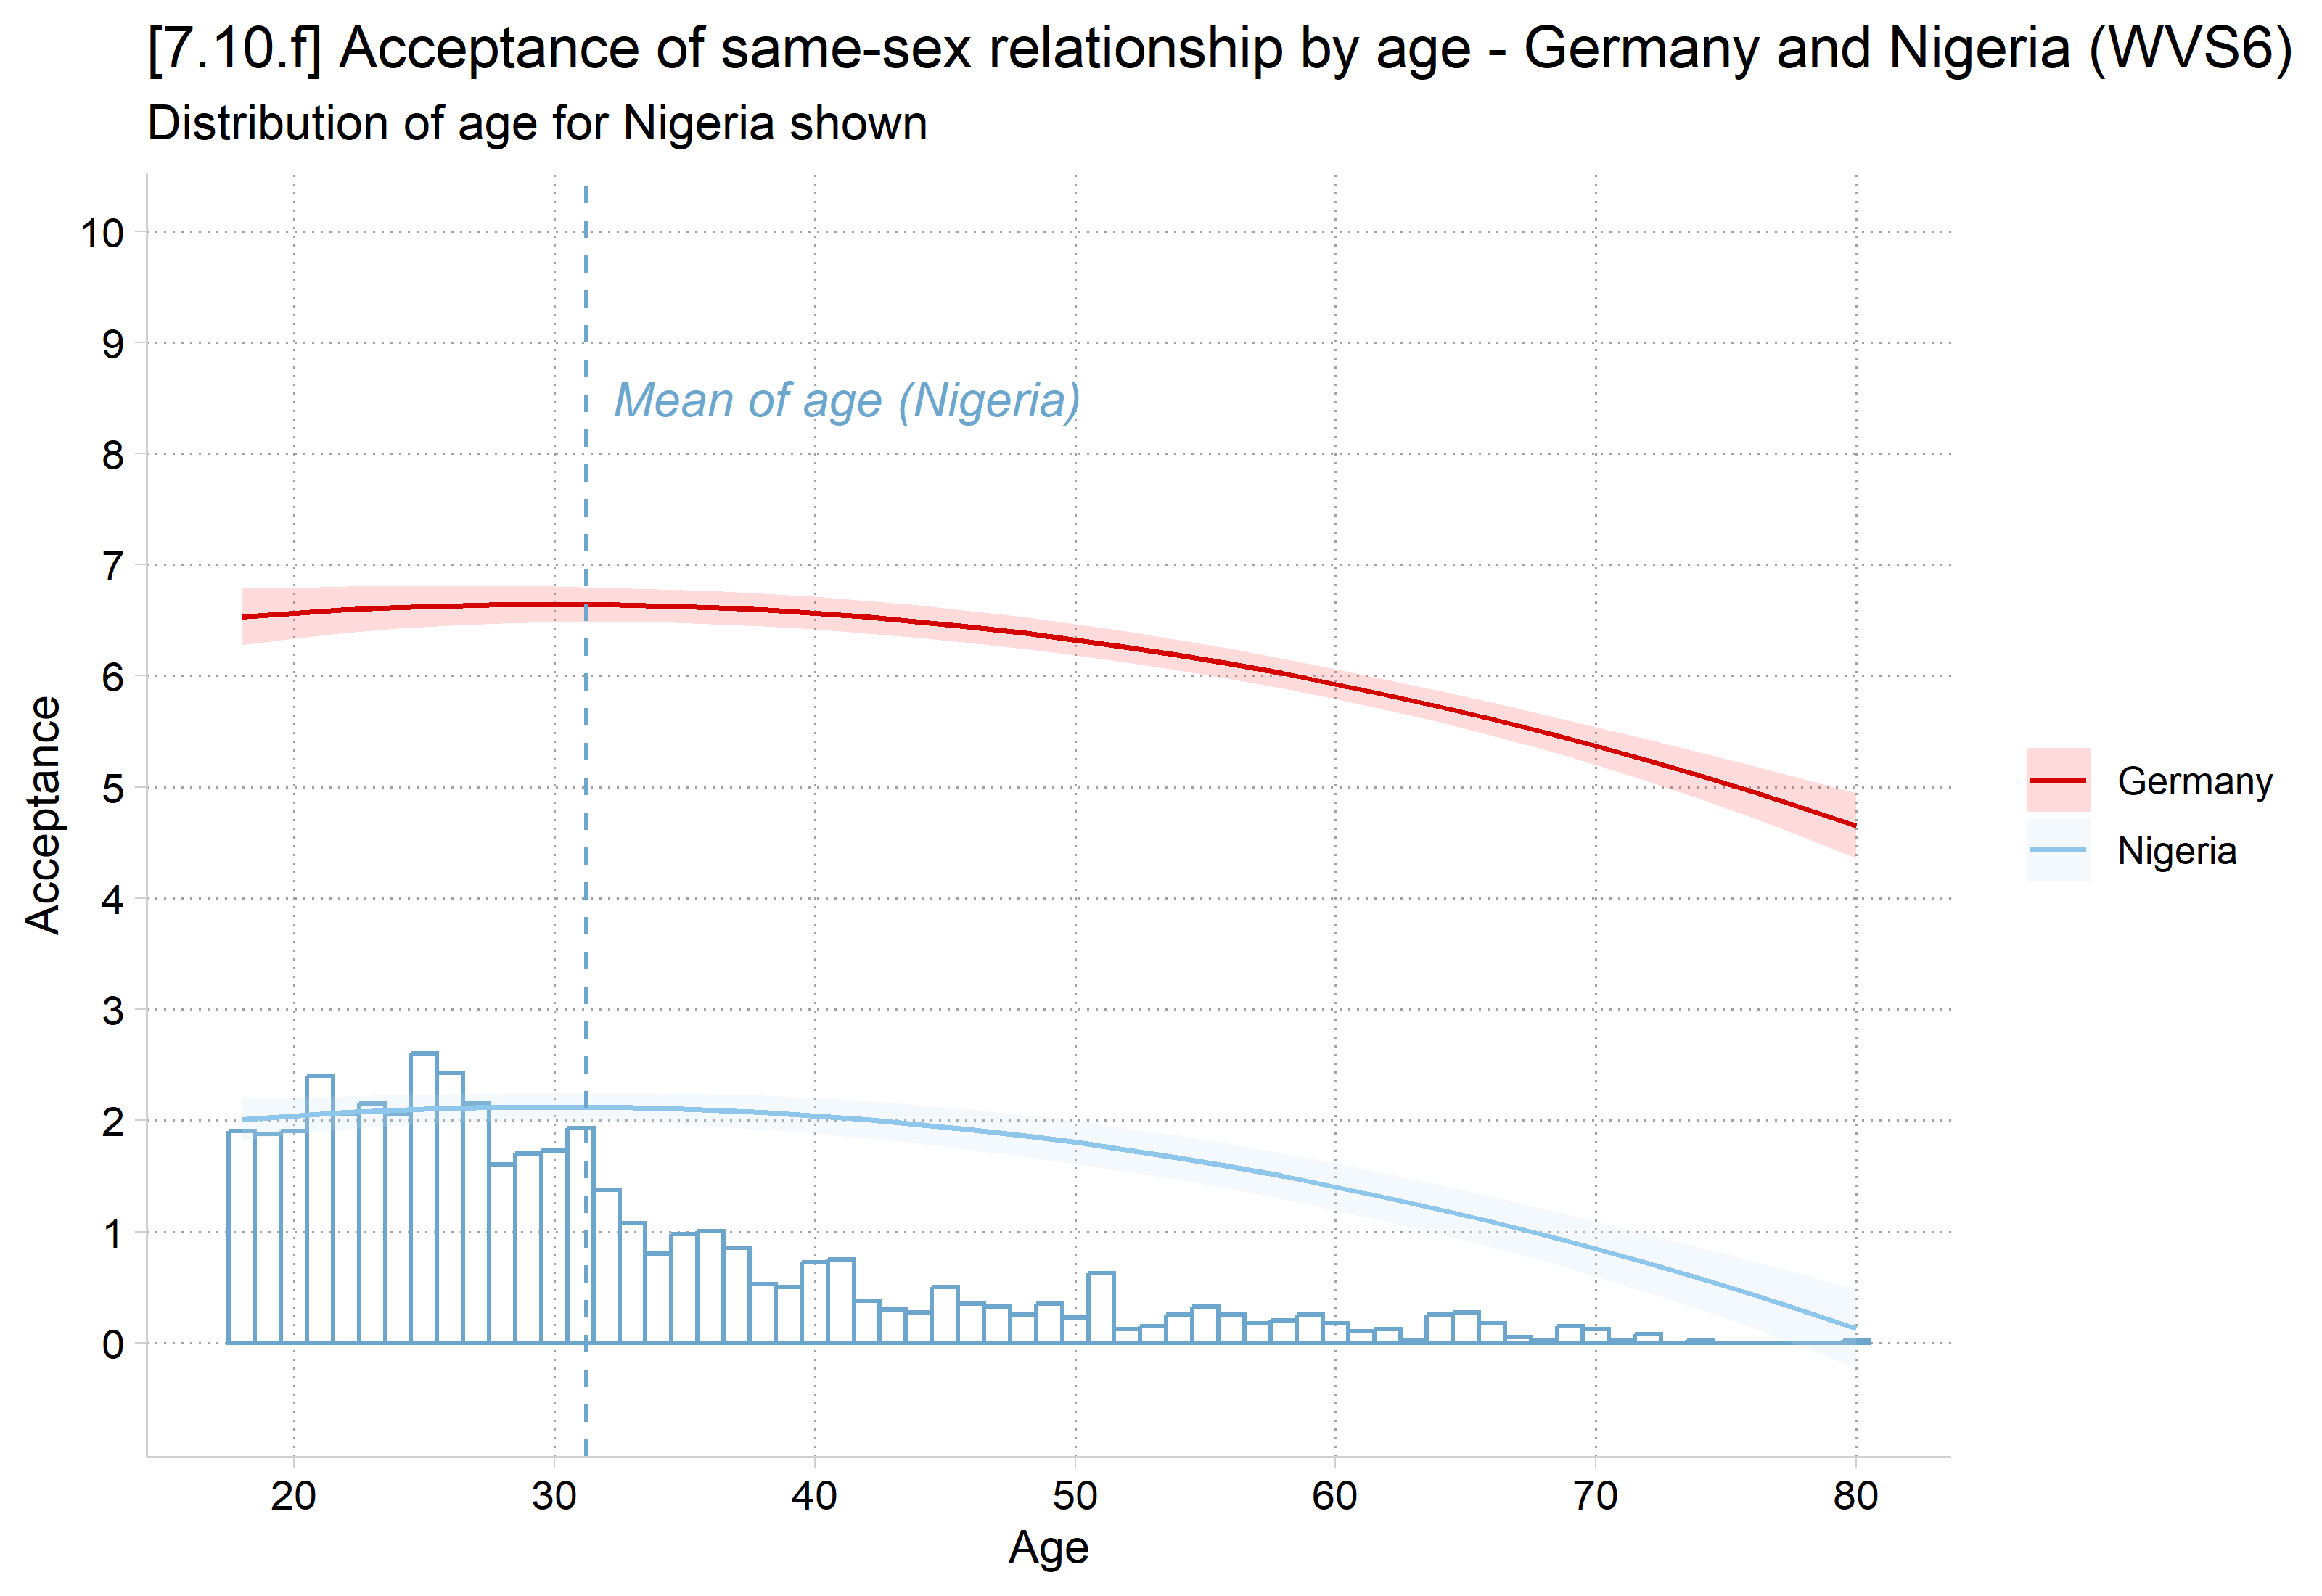 [7.10.f] Acceptance of same-sex relationship by age - Germany and Nigeria (WVS6)
Distribution of age for Nigeria shown
10
9
Mean of age (Nigeria)
8
7
6
5
4
3
2
1
0
Acceptance
Germany
Nigeria
20 30 40 50 60 70 80
Age